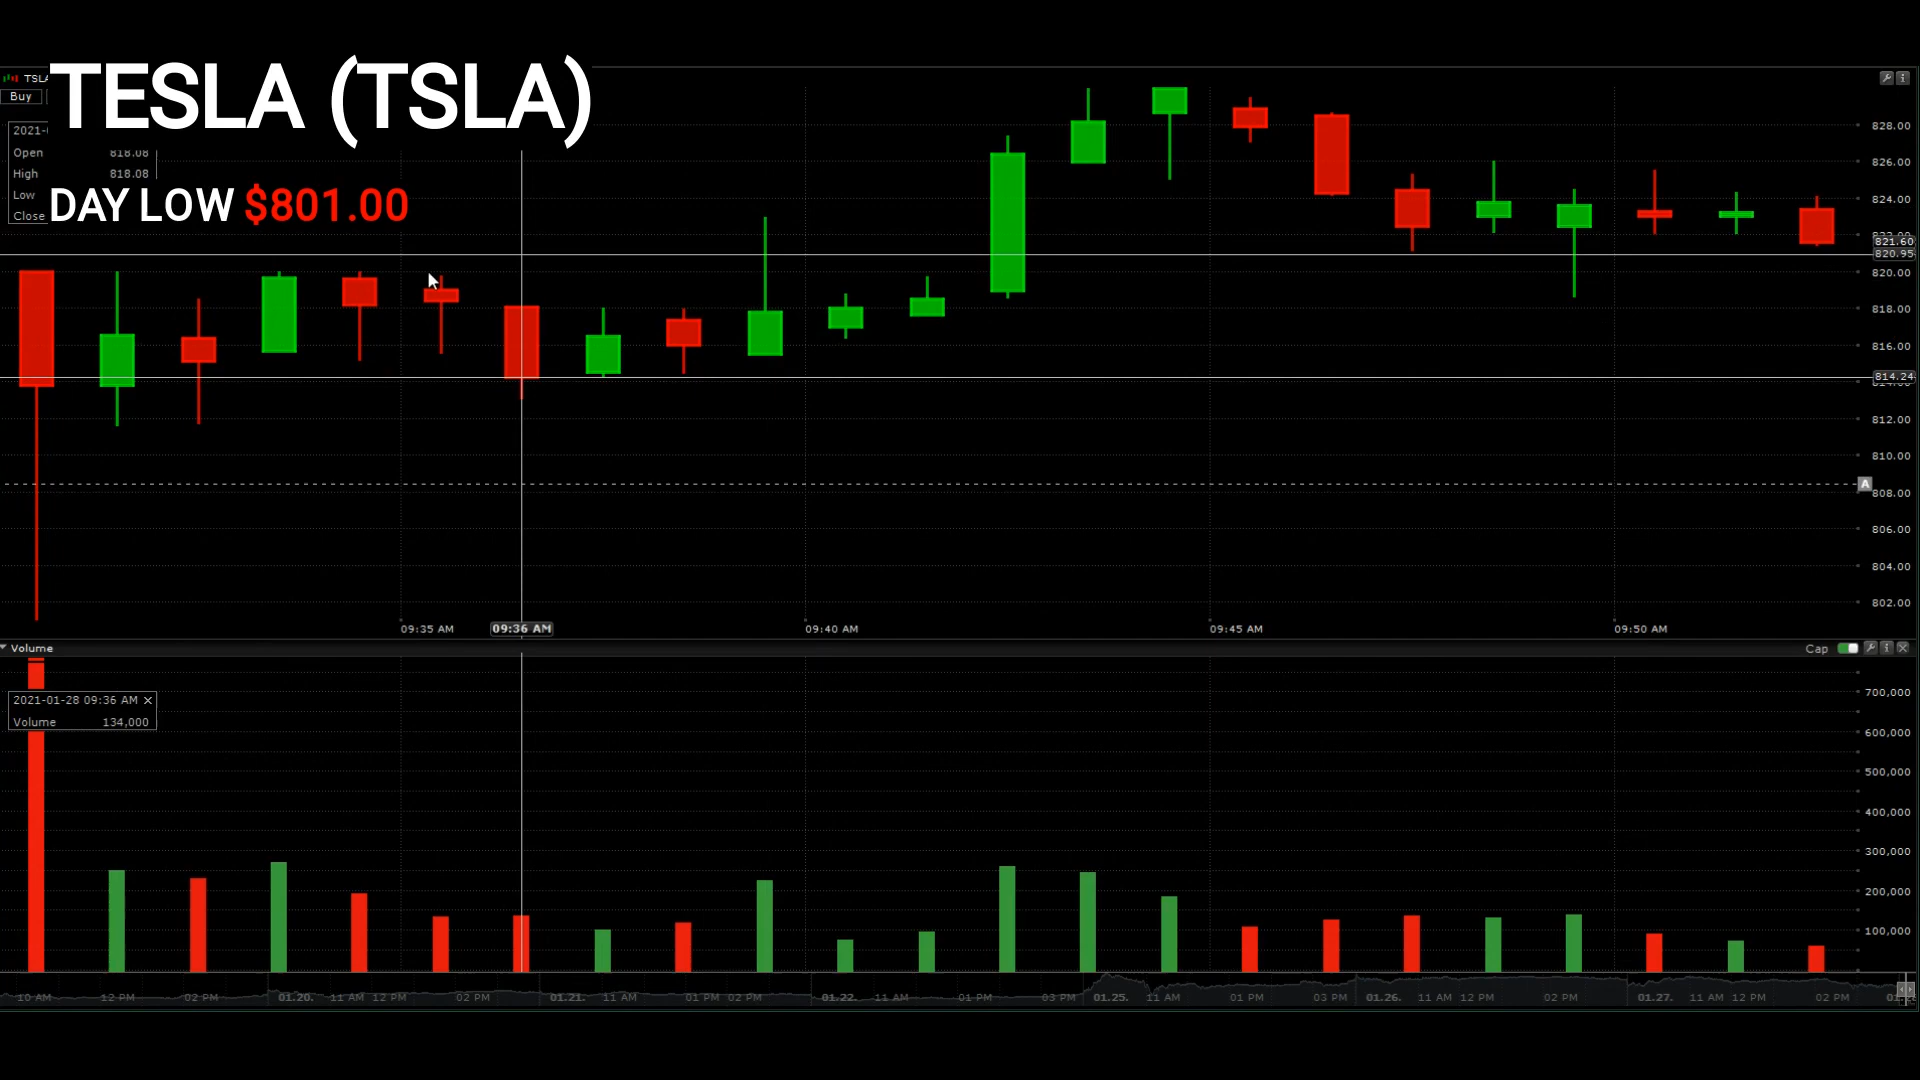 TESLA (TSLA)
TSLA
Buy
2021-
Open 818.08
High 818.08
Low
Close
DAY LOW $801.00
828.00
826.00
824.00
822.00
821.60
820.95
820.00
818.00
816.00
814.24
812.00
810.00
A
808.00
806.00
804.00
802.00
09:35 AM 09:36 AM 09:40 AM 09:45 AM 09:50 AM
Volume Cap
2021-01-28 09:36 AM
Volume 134,000
700,000
600,000
500,000
400,000
300,000
200,000
100,000
10 AM 12 PM 02 PM 01.20. 11 AM 12 PM 02 PM 01.21. 11 AM 01 PM 02 PM 01.22. 11 AM 01 PM 03 PM 01.25. 11 AM 01 PM 03 PM 01.26. 11 AM 12 PM 02 PM 01.27. 11 AM 12 PM 02 PM